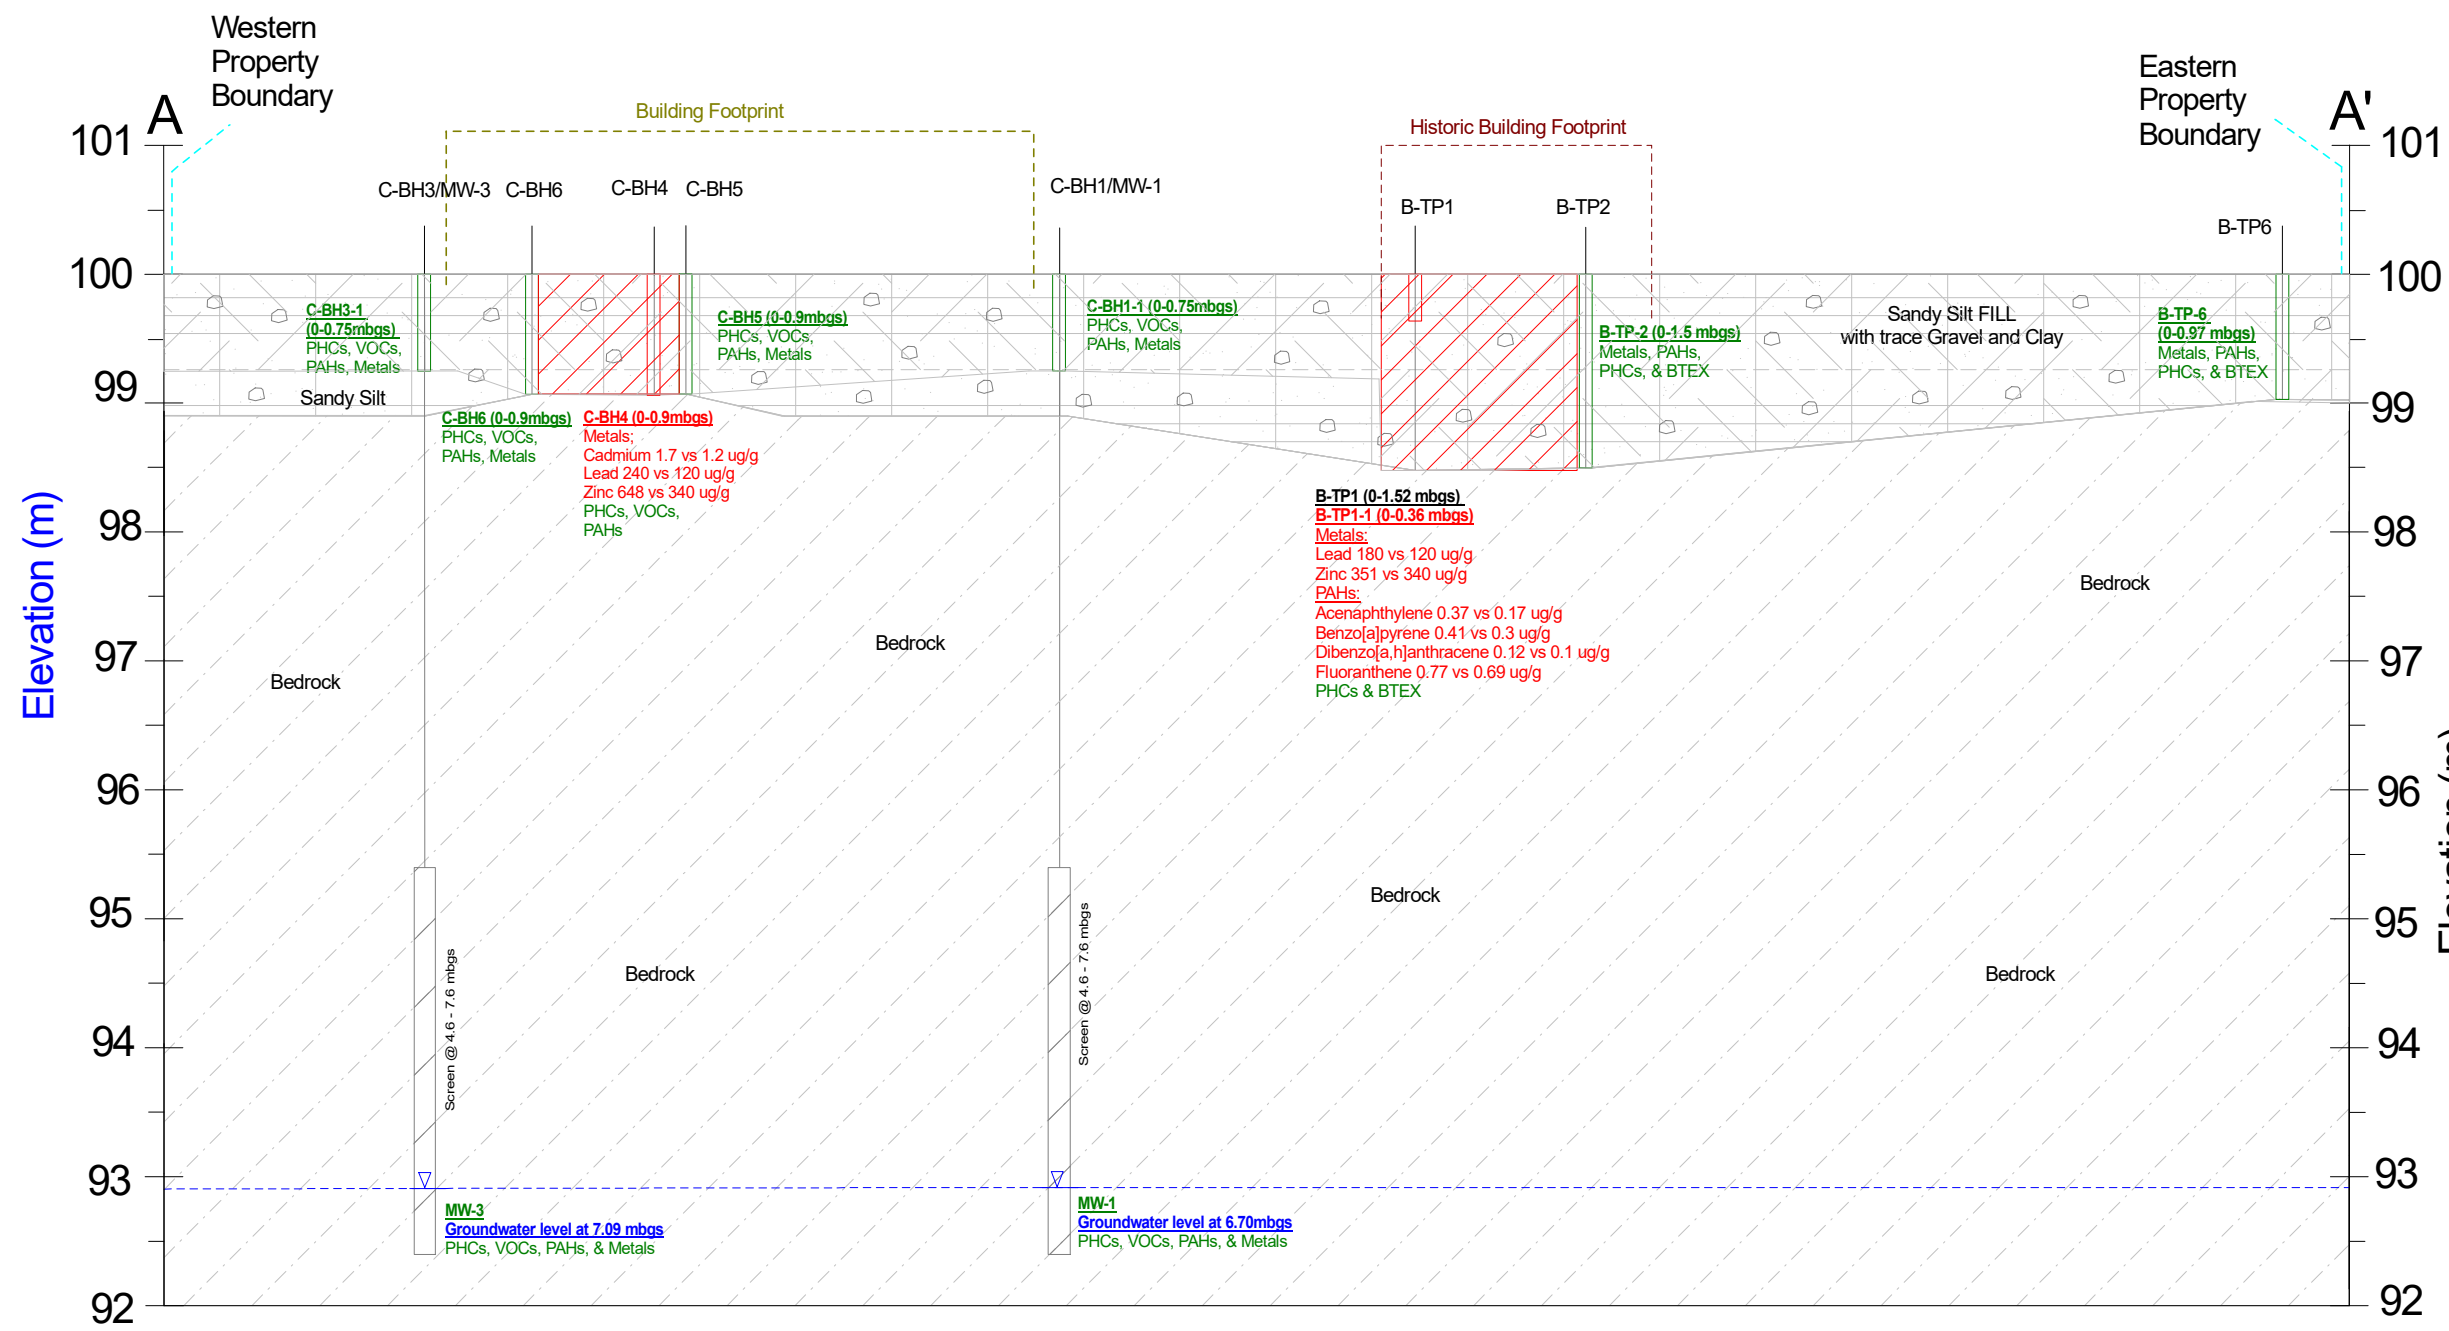 Western
Property
Boundary
Eastern
Property
Boundary
A
A'
Building Footprint
Historic Building Footprint
C-BH3/MW-3
C-BH6
C-BH4
C-BH5
C-BH1/MW-1
B-TP1
B-TP2
B-TP6
101
100
99
98
97
96
95
94
93
92
Elevation (m)
C-BH3-1
(0-0.75mbgs)
PHCs, VOCs,
PAHs, Metals
Sandy Silt
C-BH6 (0-0.9mbgs)
PHCs, VOCs,
PAHs, Metals
C-BH4 (0-0.9mbgs)
Metals;
Cadmium 1.7 vs 1.2 ug/g
Lead 240 vs 120 ug/g
Zinc 648 vs 340 ug/g
PHCs, VOCs,
PAHs
C-BH5 (0-0.9mbgs)
PHCs, VOCs,
PAHs, Metals
C-BH1-1 (0-0.75mbgs)
PHCs, VOCs,
PAHs, Metals
B-TP1 (0-1.52 mbgs)
B-TP1-1 (0-0.36 mbgs)
Metals:
Lead 180 vs 120 ug/g
Zinc 351 vs 340 ug/g
PAHs:
Acenaphthylene 0.37 vs 0.17 ug/g
Benzo[a]pyrene 0.41 vs 0.3 ug/g
Dibenzo[a,h]anthracene 0.12 vs 0.1 ug/g
Fluoranthene 0.77 vs 0.69 ug/g
PHCs & BTEX
B-TP-2 (0-1.5 mbgs)
Metals, PAHs,
PHCs, & BTEX
Sandy Silt FILL
with trace Gravel and Clay
B-TP-6
(0-0.97 mbgs)
Metals, PAHs,
PHCs, & BTEX
Bedrock
Bedrock
Bedrock
Bedrock
Bedrock
Bedrock
Screen @ 4.6 - 7.6 mbgs
Screen @ 4.6 - 7.6 mbgs
MW-3
Groundwater level at 7.09 mbgs
PHCs, VOCs, PAHs, & Metals
MW-1
Groundwater level at 6.70mbgs
PHCs, VOCs, PAHs, & Metals
101
100
99
98
97
96
95
94
93
92